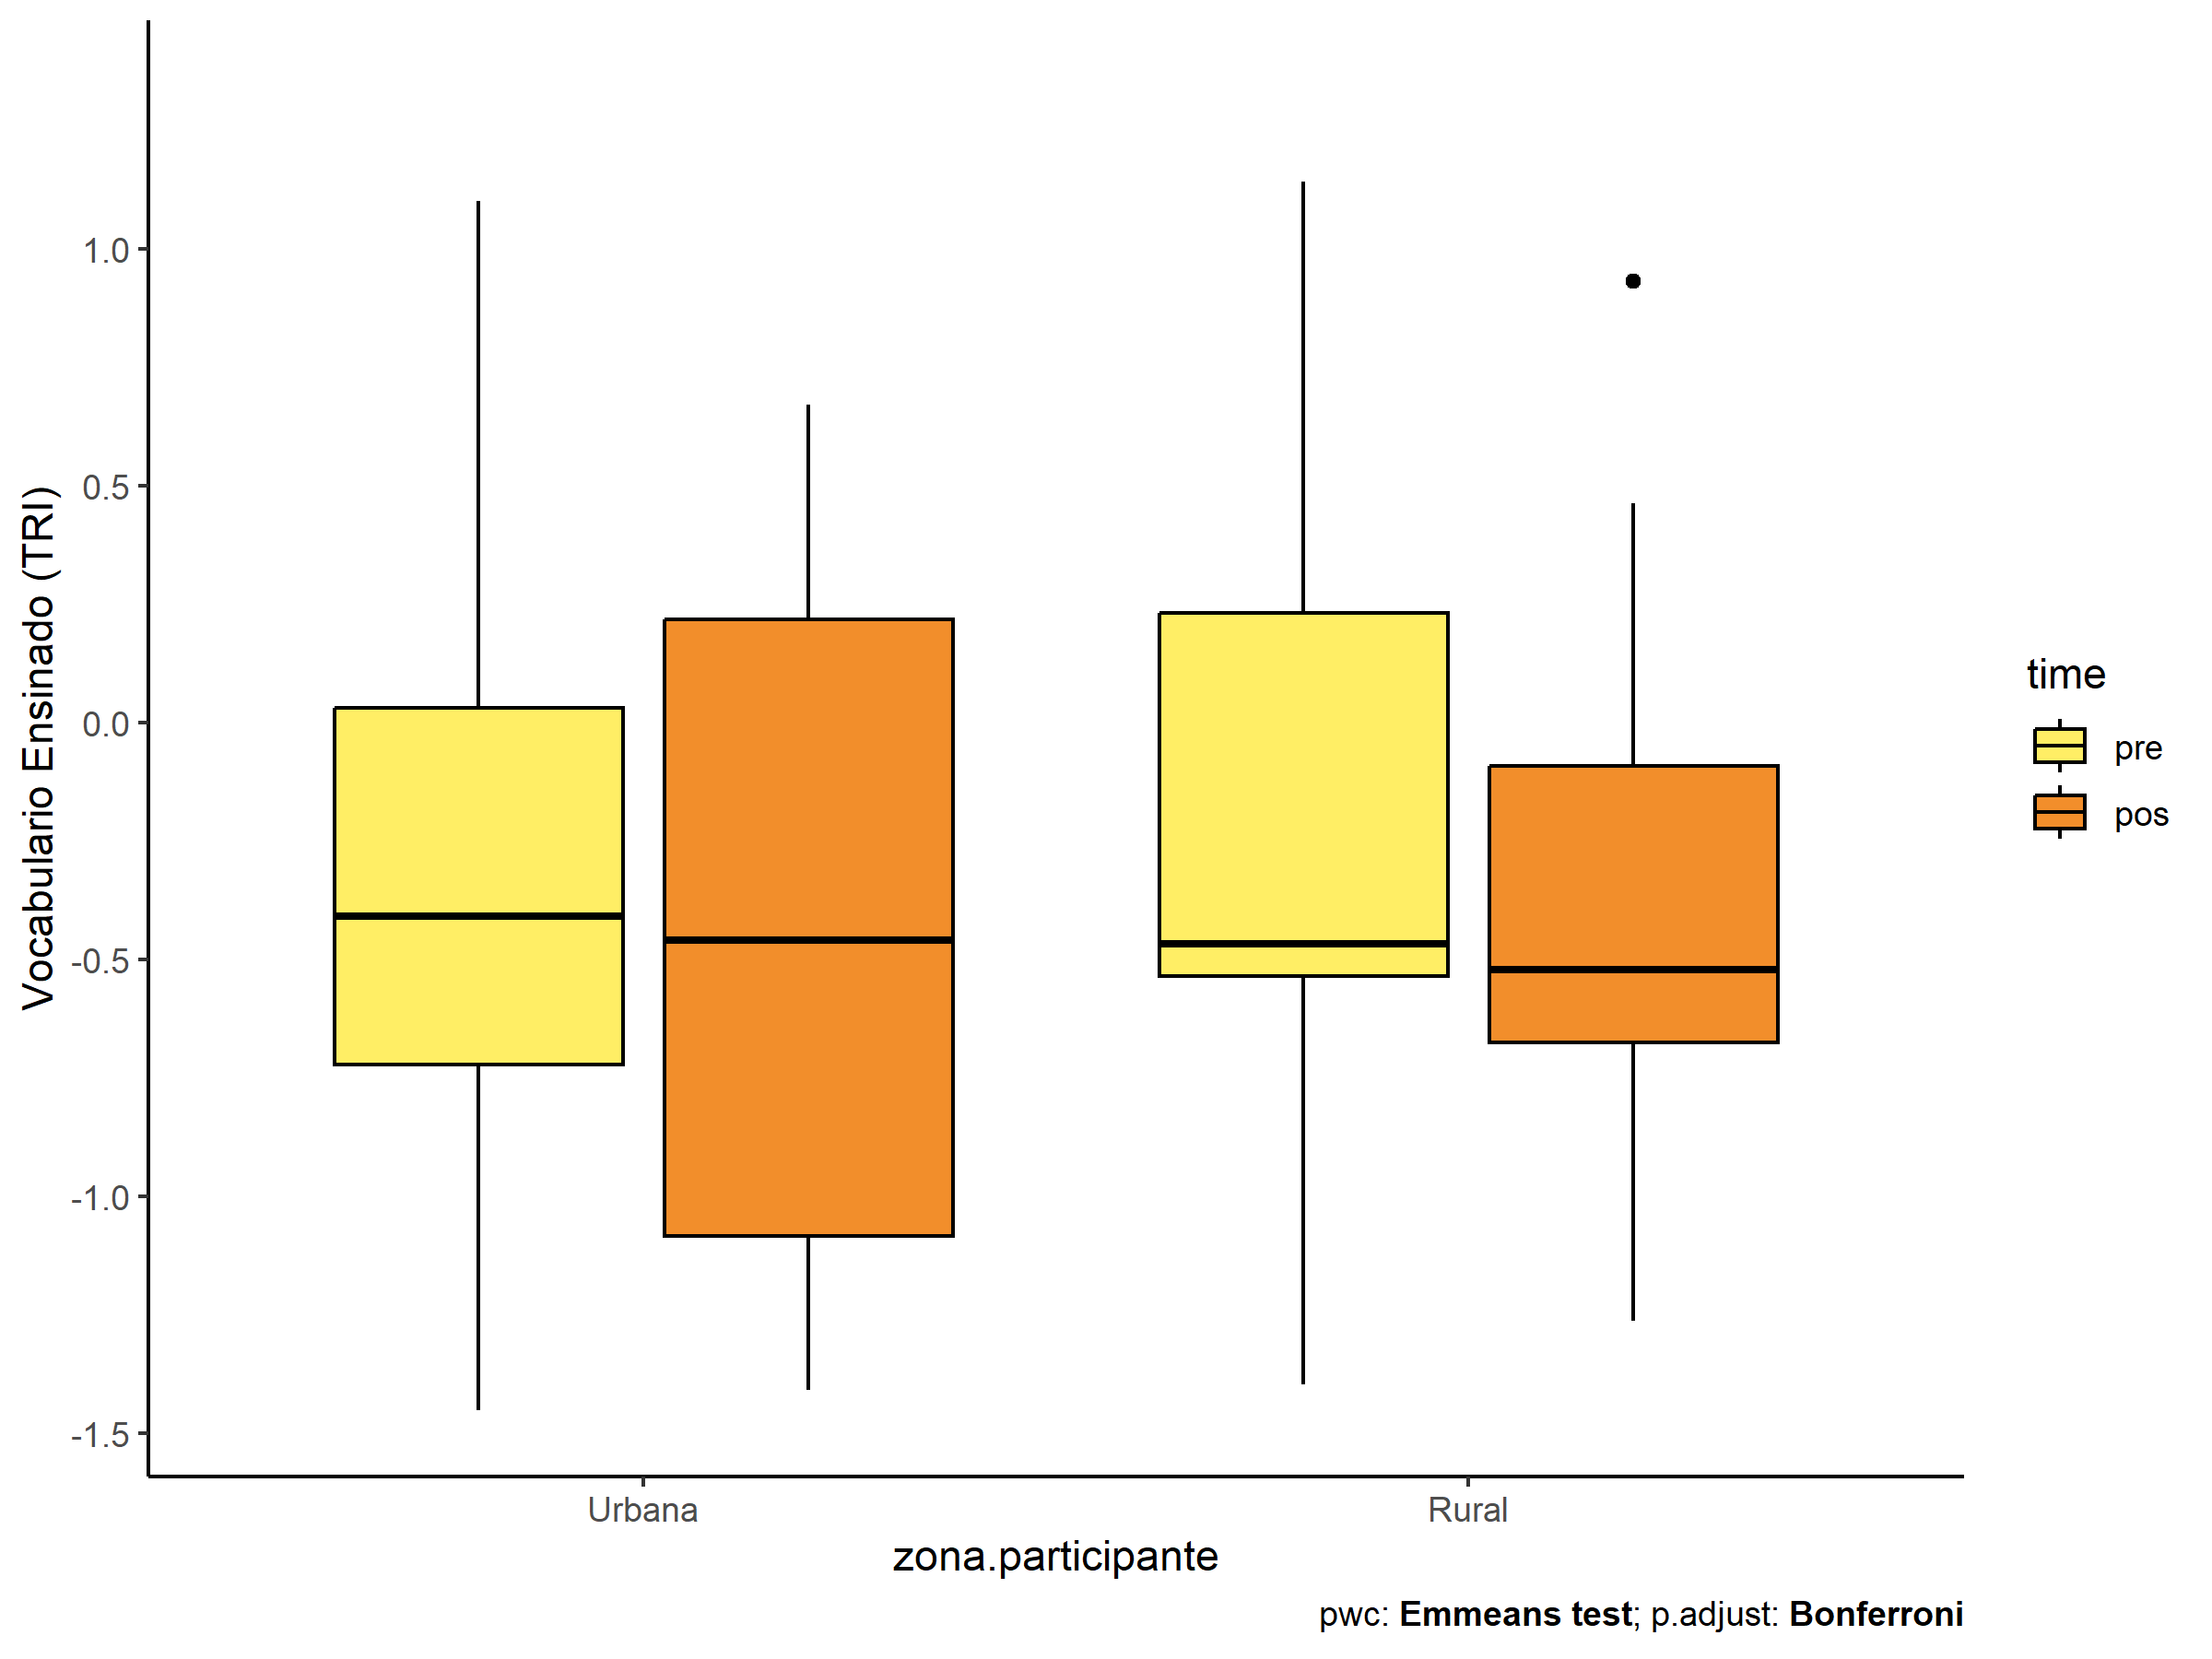 Vocabulario Ensinado (TRI)
1.0
0.5
0.0
-0.5
-1.0
-1.5
Urbana
Rural
zona.participante
time
pre
pos
pwc: Emmeans test; p.adjust: Bonferroni